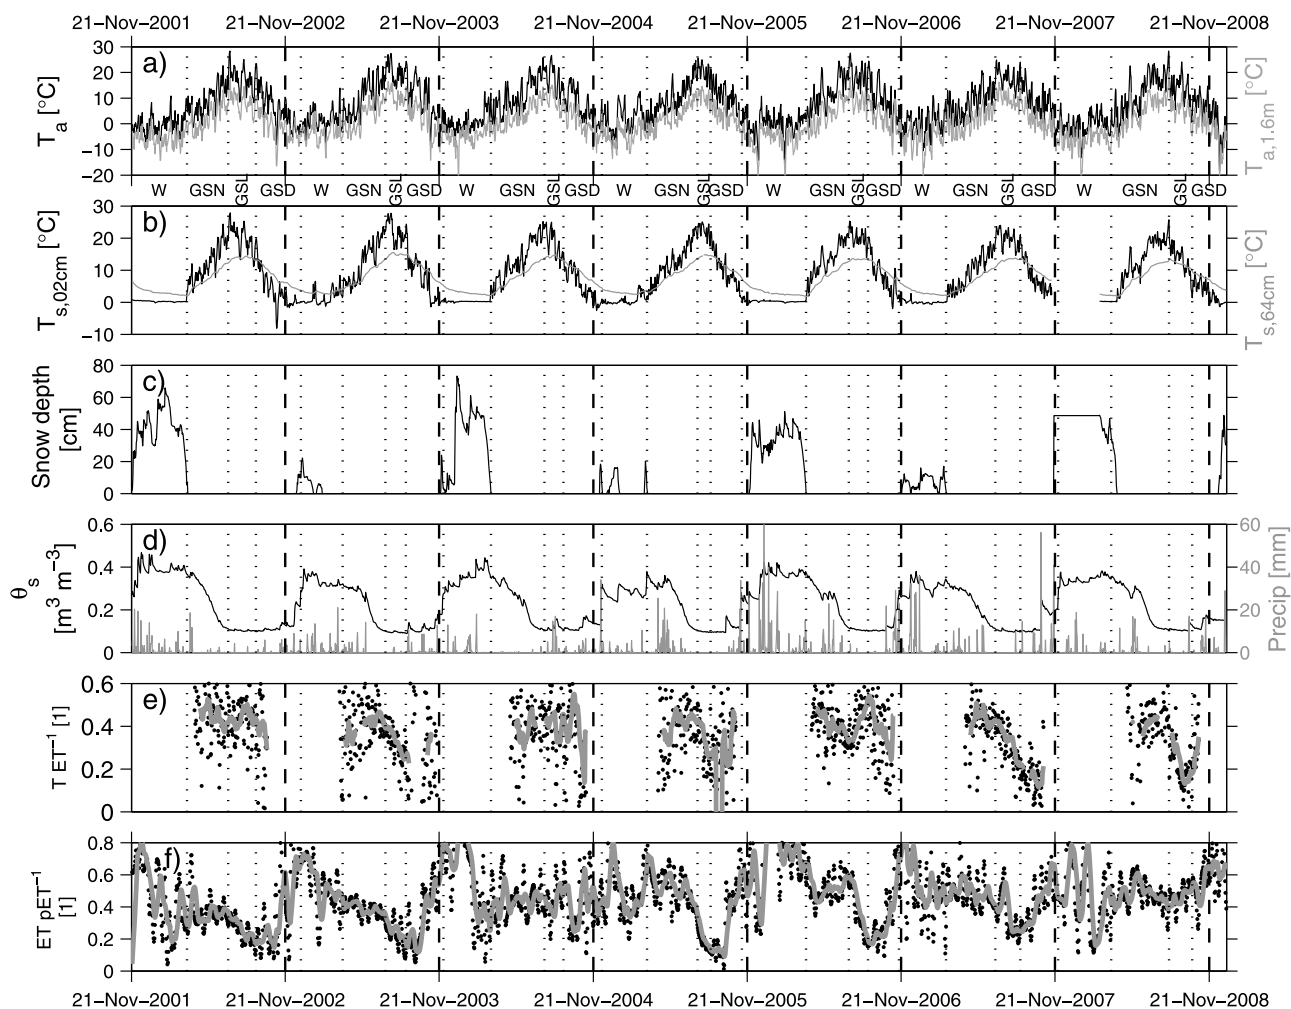 21−Nov−2001 21−Nov−2002 21−Nov−2003 21−Nov−2004 21−Nov−2005 21−Nov−2006 21−Nov−2007 21−Nov−2008
a)
30
20
10
0
−10
−20
T a [°C]
T a,1.6m [°C]
W GSN GSL GSD W GSN GSL GSD W GSN GSL GSD W GSN GSL GSD W GSN GSL GSD W GSN GSL GSD W GSN GSL GSD
b)
30
20
10
0
−10
T s,02cm [°C]
T s,64cm [°C]
c)
80
60
40
20
0
Snow depth
[cm]
d)
0.6
0.4
0.2
0
θ s
[m³ m−3]
60
40
20
0
Precip [mm]
e)
0.6
0.4
0.2
0
T ET−1 [1]
f)
0.8
0.6
0.4
0.2
0
ET pET−1
[1]
21−Nov−2001 21−Nov−2002 21−Nov−2003 21−Nov−2004 21−Nov−2005 21−Nov−2006 21−Nov−2007 21−Nov−2008